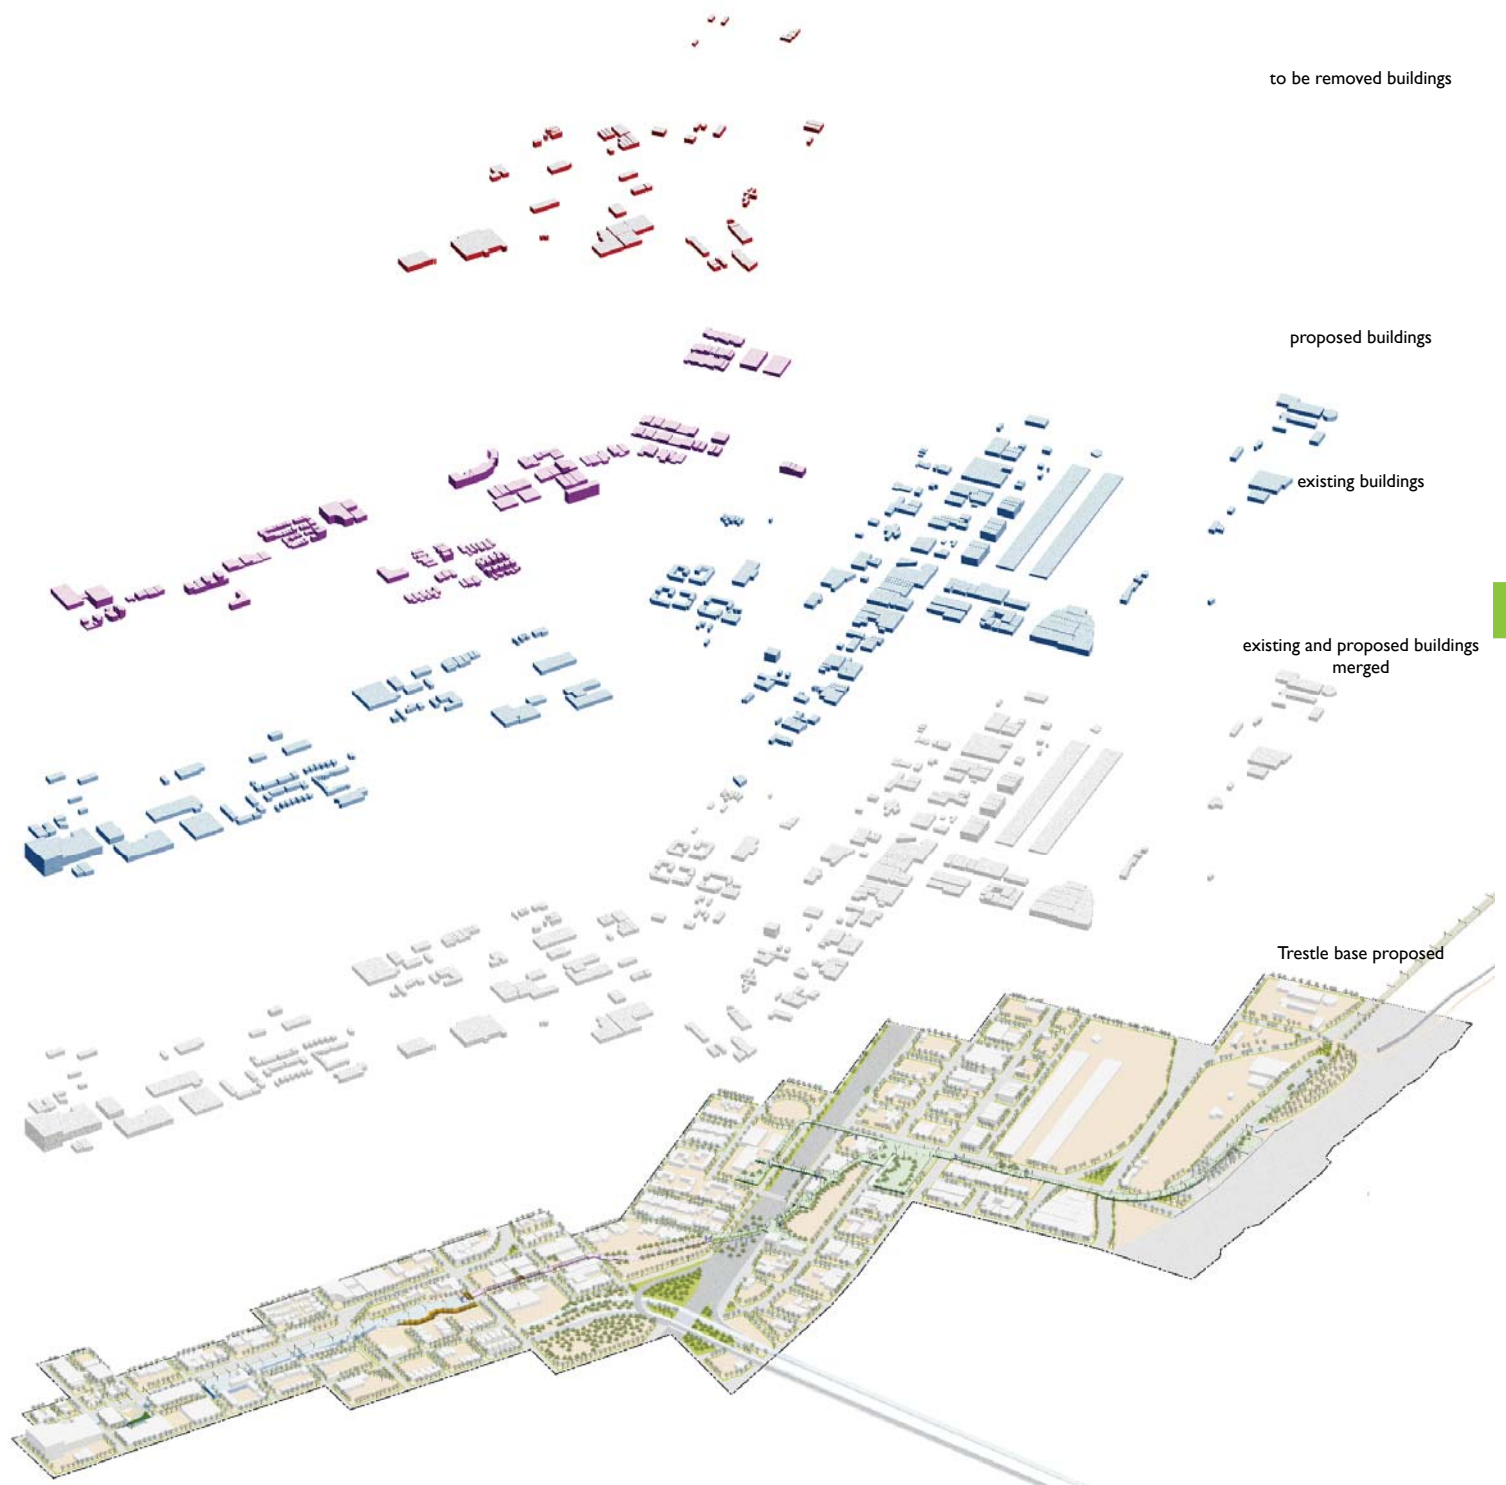 to be removed buildings
proposed buildings
existing buildings
existing and proposed buildings
merged
Trestle base proposed